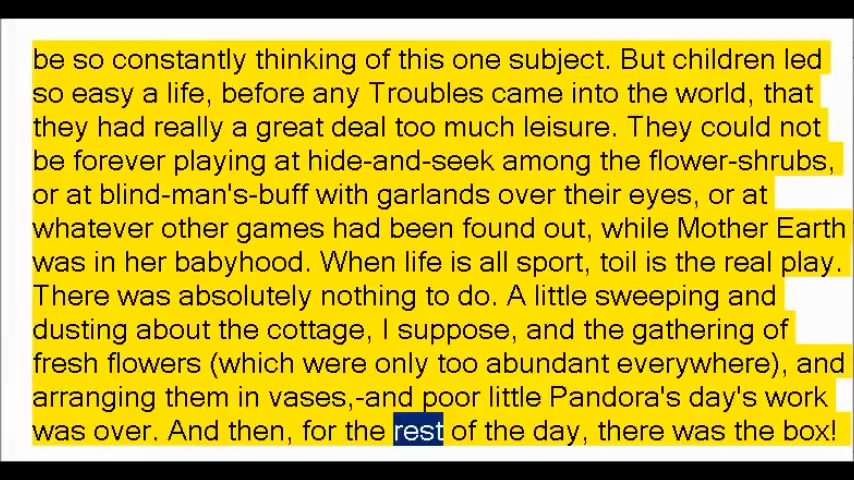 be so constantly thinking of this one subject. But children led
so easy a life, before any Troubles came into the world, that
they had really a great deal too much leisure. They could not
be forever playing at hide-and-seek among the flower-shrubs,
or at blind-man's-buff with garlands over their eyes, or at
whatever other games had been found out, while Mother Earth
was in her babyhood. When life is all sport, toil is the real play.
There was absolutely nothing to do. A little sweeping and
dusting about the cottage, I suppose, and the gathering of
fresh flowers (which were only too abundant everywhere), and
arranging them in vases,-and poor little Pandora's day's work
was over. And then, for the rest of the day, there was the box!